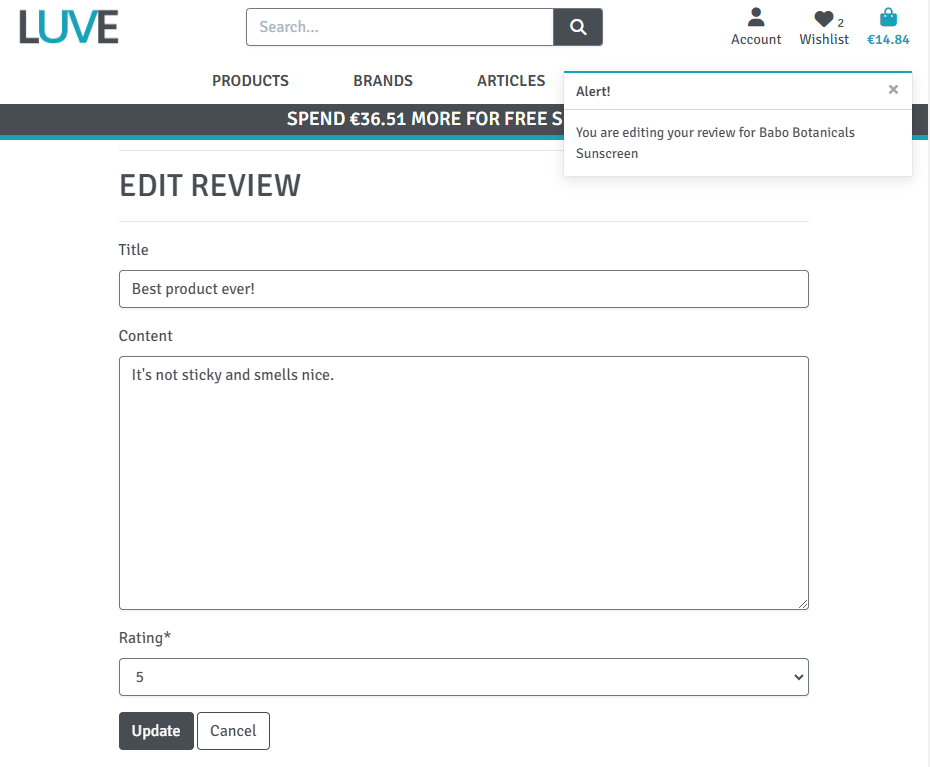 LUVE
Search...
Account
Wishlist 2
€14.84
PRODUCTS
BRANDS
ARTICLES
SPEND €36.51 MORE FOR FREE S
Alert!
×
You are editing your review for Babo Botanicals
Sunscreen
EDIT REVIEW
Title
Best product ever!
Content
It's not sticky and smells nice.
Rating*
5
Update
Cancel